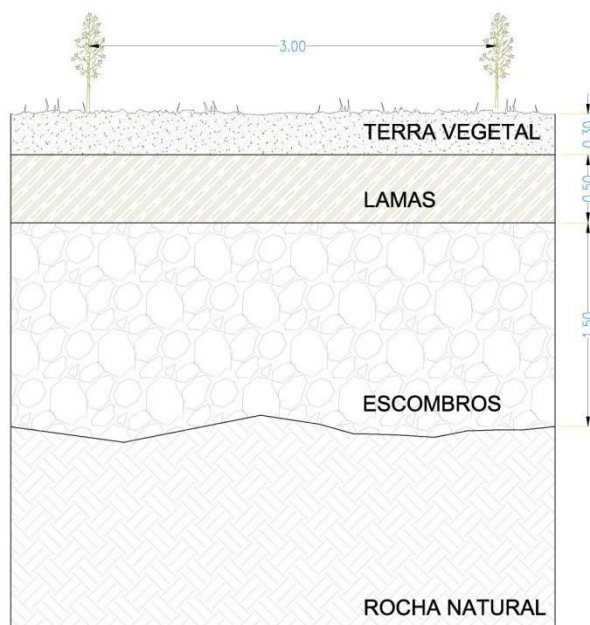 3.00
TERRA VEGETAL
0.30
LAMAS
0.50
1.50
ESCOMBROS
ROCHA NATURAL